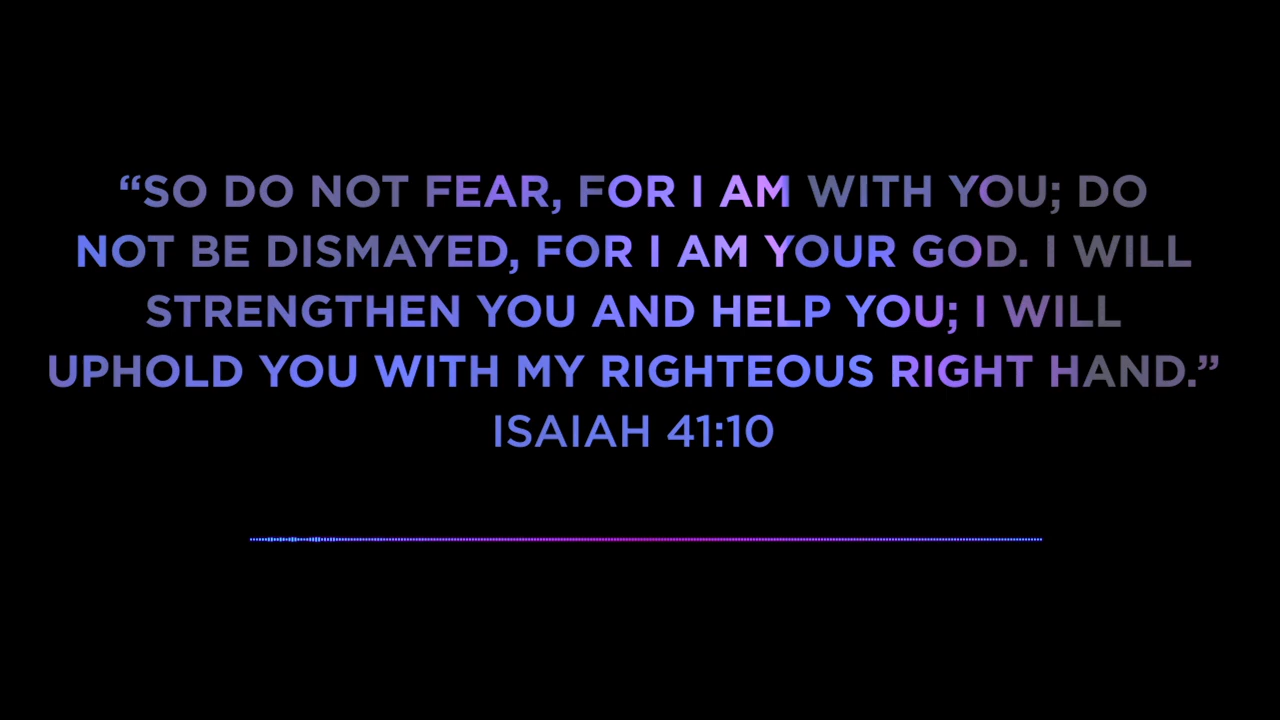 “SO DO NOT FEAR, FOR I AM WITH YOU; DO
NOT BE DISMAYED, FOR I AM YOUR GOD. I WILL
STRENGTHEN YOU AND HELP YOU; I WILL
UPHOLD YOU WITH MY RIGHTEOUS RIGHT HAND.”
ISAIAH 41:10